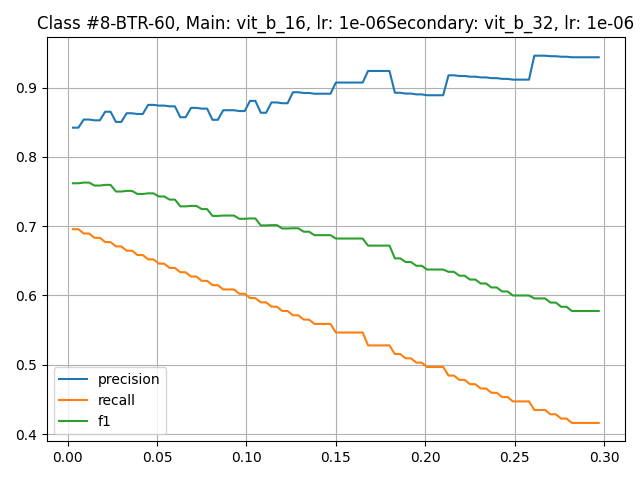 Class #8-BTR-60, Main: vit_b_16, lr: 1e-06Secondary: vit_b_32, lr: 1e-06
0.9
0.8
0.7
0.6
0.5
0.4
precision
recall
f1
0.00 0.05 0.10 0.15 0.20 0.25 0.30